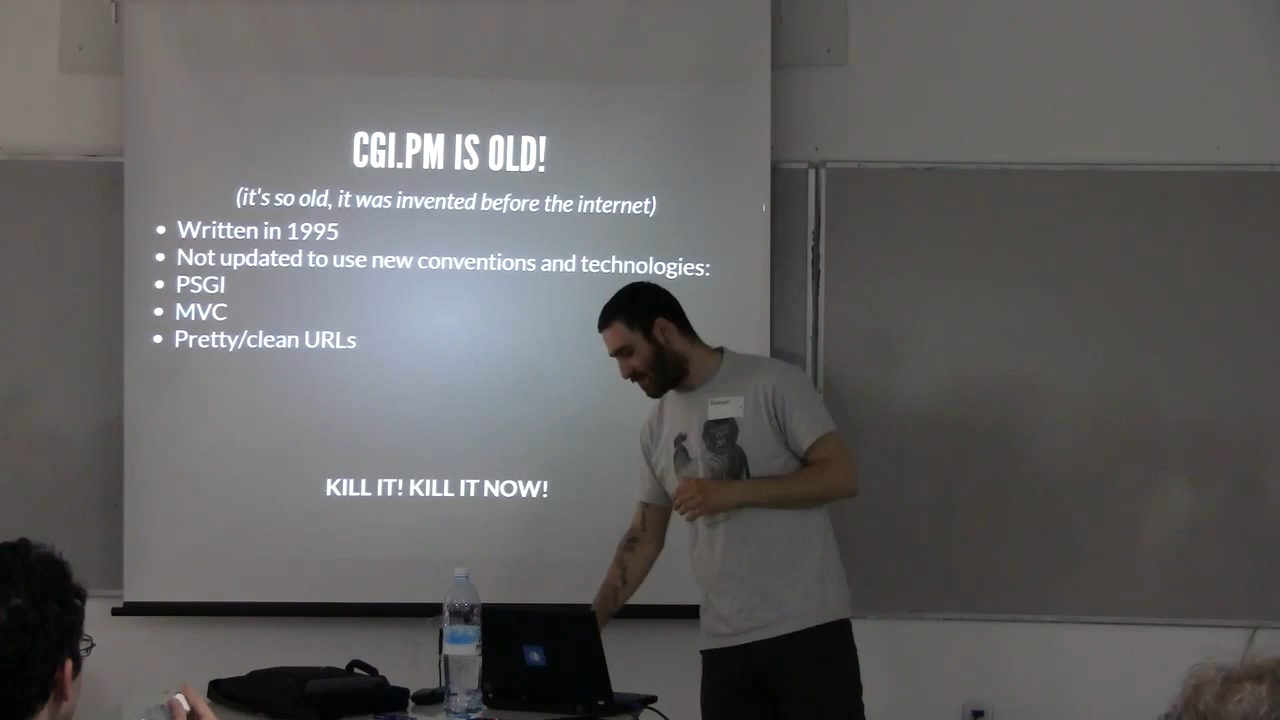 CGI.PM IS OLD!
(it's so old, it was invented before the internet)
• Written in 1995
• Not updated to use new conventions and technologies:
• PSGI
• MVC
• Pretty/clean URLs
KILL IT! KILL IT NOW!